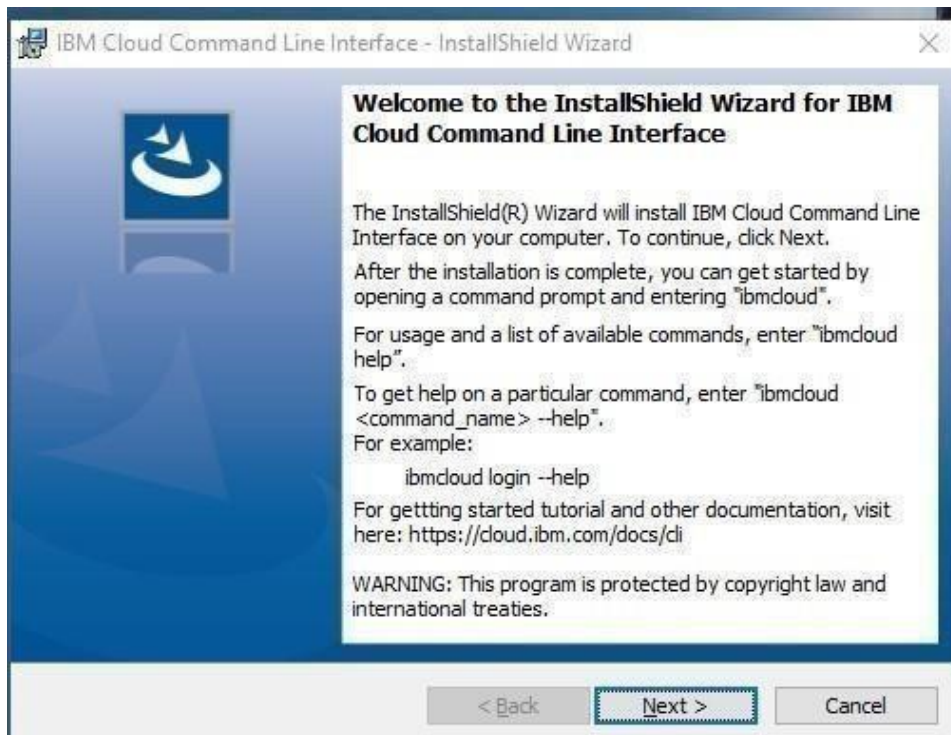 IBM Cloud Command Line Interface - InstallShield Wizard
Welcome to the InstallShield Wizard for IBM
Cloud Command Line Interface
The InstallShield(R) Wizard will install IBM Cloud Command Line
Interface on your computer. To continue, click Next.
After the installation is complete, you can get started by
opening a command prompt and entering "ibmcloud".
For usage and a list of available commands, enter "ibmcloud
help”.
To get help on a particular command, enter "ibmcloud
<command_name> --help".
For example:
ibmcloud login --help
For gettting started tutorial and other documentation, visit
here: https://cloud.ibm.com/docs/cli
WARNING: This program is protected by copyright law and
international treaties.
< Back
Next >
Cancel